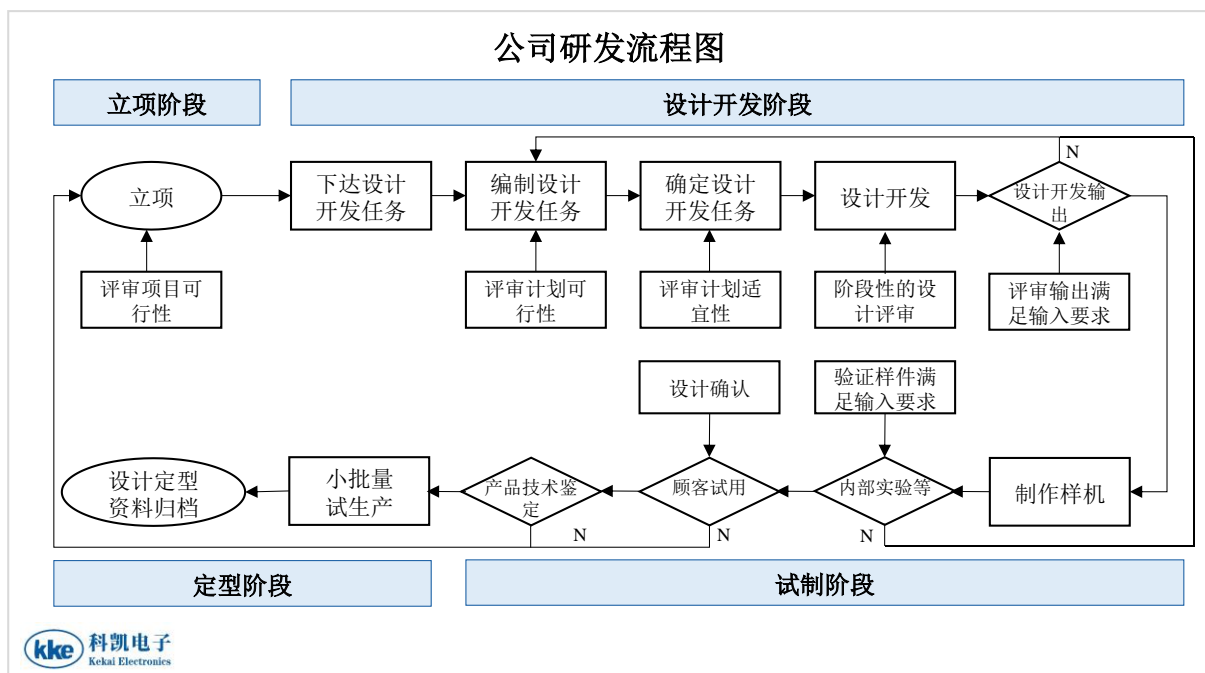 公司研发流程图
立项阶段
设计开发阶段
N
立项
下达设计
开发任务
编制设计
开发任务
确定设计
开发任务
设计开发
设计开发输
出
评审项目可
行性
评审计划可
行性
评审计划适
宜性
阶段性的设
计评审
评审输出满
足输入要求
设计确认
验证样件满
足输入要求
设计定型
资料归档
小批量
试生产
产品技术鉴
定
顾客试用
内部实验等
制作样机
N
N
N
定型阶段
试制阶段
kke
科凯电子
Kekai Electronics